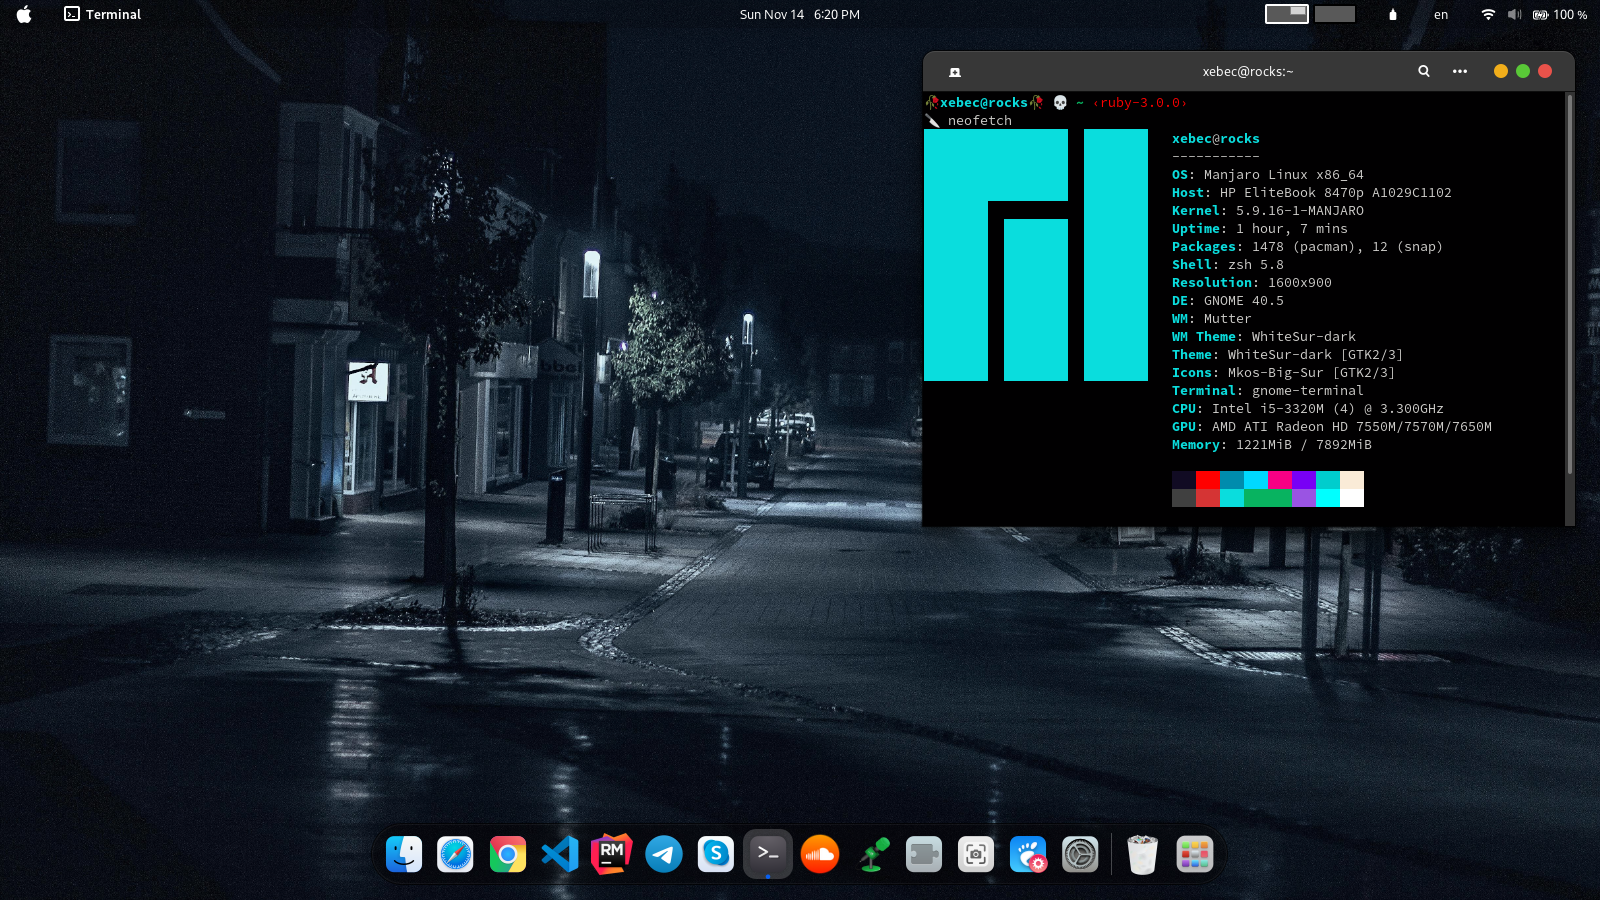 Terminal
Sun Nov 14 6:20 PM
en
100 %
xebec@rocks:~
xebec@rocks ~ ‹ruby-3.0.0›
neofetch
xebec@rocks
-----------
OS: Manjaro Linux x86_64
Host: HP EliteBook 8470p A1029C1102
Kernel: 5.9.16-1-MANJARO
Uptime: 1 hour, 7 mins
Packages: 1478 (pacman), 12 (snap)
Shell: zsh 5.8
Resolution: 1600x900
DE: GNOME 40.5
WM: Mutter
WM Theme: WhiteSur-dark
Theme: WhiteSur-dark [GTK2/3]
Icons: Mkos-Big-Sur [GTK2/3]
Terminal: gnome-terminal
CPU: Intel i5-3320M (4) @ 3.300GHz
GPU: AMD ATI Radeon HD 7550M/7570M/7650M
Memory: 1221MiB / 7892MiB
RM
S